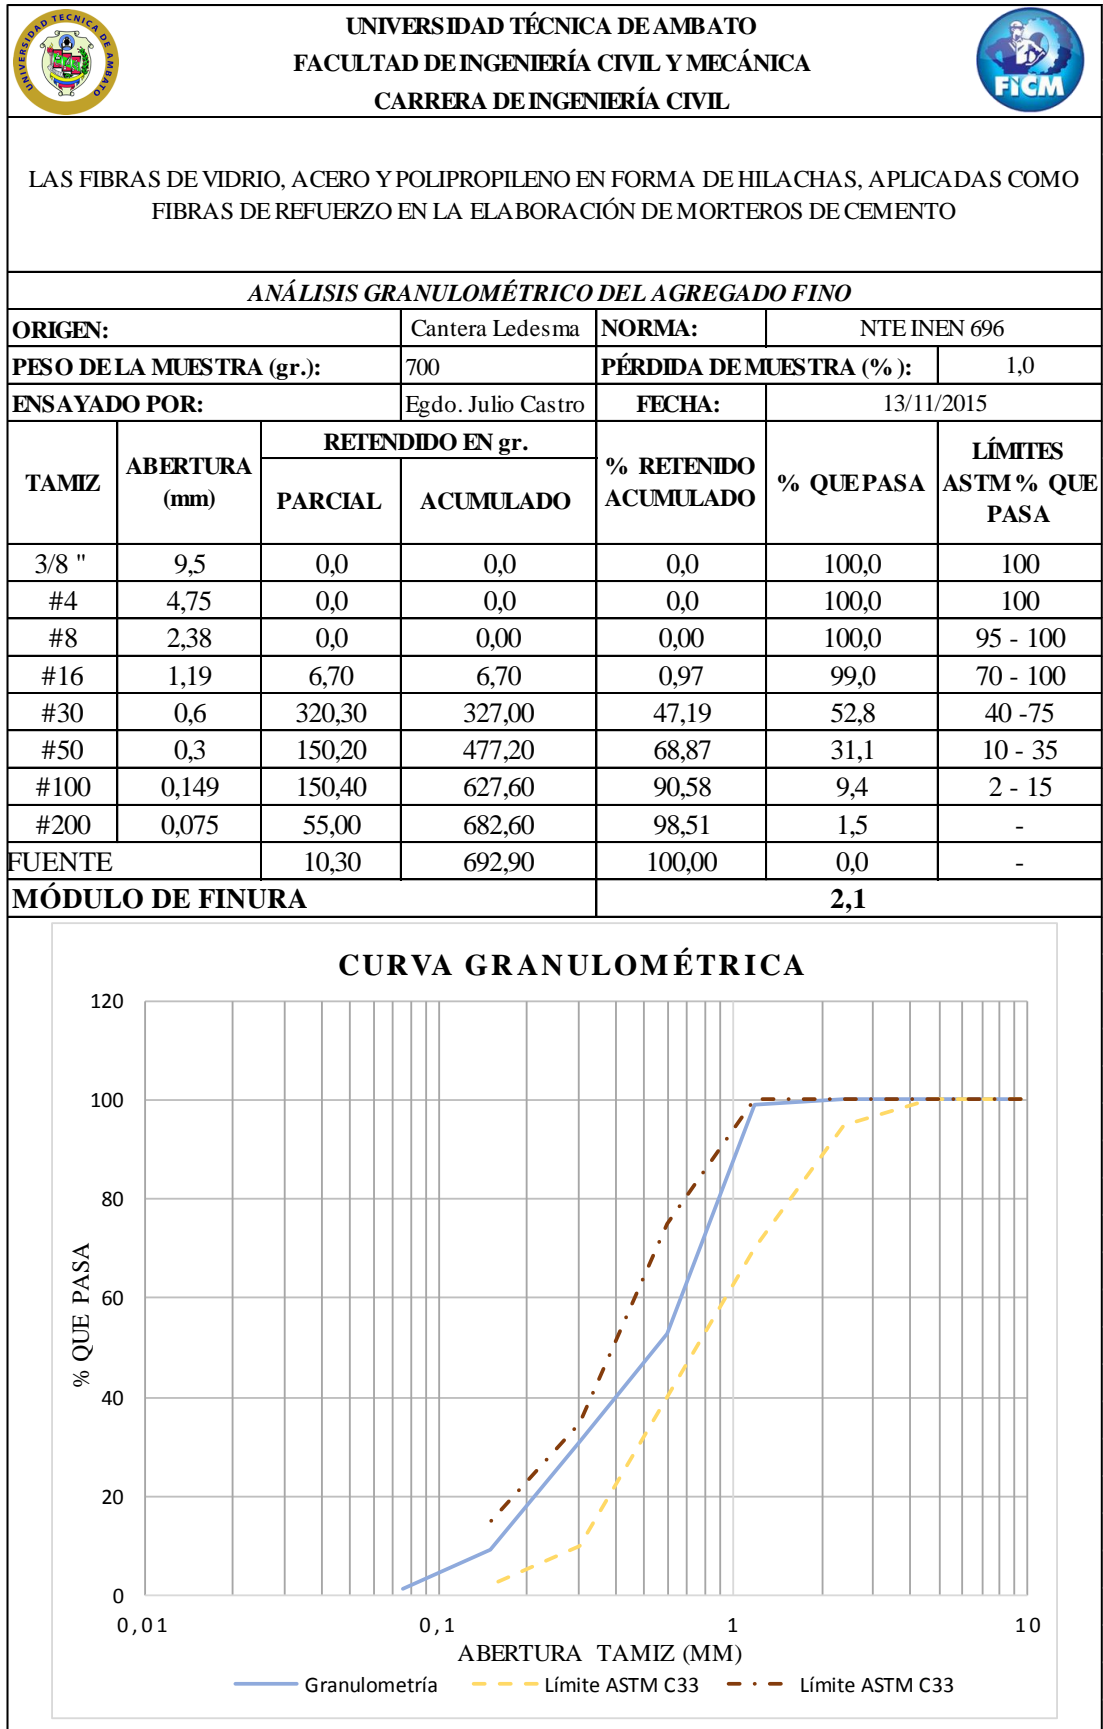 UNIVERSIDAD TECNICA DE AMBATO
UNIVERSIDAD TÉCNICA DE AMBATO
FACULTAD DE INGENIERÍA CIVIL Y MECÁNICA
CARRERA DE INGENIERÍA CIVIL
FICM
LAS FIBRAS DE VIDRIO, ACERO Y POLIPROPILENO EN FORMA DE HILACHAS, APLICADAS COMO
FIBRAS DE REFUERZO EN LA ELABORACIÓN DE MORTEROS DE CEMENTO
ANÁLISIS GRANULOMÉTRICO DEL AGREGADO FINO
ORIGEN: Cantera Ledesma NORMA: NTE INEN 696
PESO DE LA MUESTRA (gr.): 700 PÉRDIDA DE MUESTRA (%): 1,0
ENSAYADO POR: Egdo. Julio Castro FECHA: 13/11/2015
TAMIZ ABERTURA (mm) RETENDIDO EN gr. % RETENIDO ACUMULADO % QUE PASA LÍMITES ASTM % QUE PASA
PARCIAL ACUMULADO
3/8 " 9,5 0,0 0,0 0,0 100,0 100
#4 4,75 0,0 0,0 0,0 100,0 100
#8 2,38 0,0 0,00 0,00 100,0 95 - 100
#16 1,19 6,70 6,70 0,97 99,0 70 - 100
#30 0,6 320,30 327,00 47,19 52,8 40 -75
#50 0,3 150,20 477,20 68,87 31,1 10 - 35
#100 0,149 150,40 627,60 90,58 9,4 2 - 15
#200 0,075 55,00 682,60 98,51 1,5 -
FUENTE 10,30 692,90 100,00 0,0 -
MÓDULO DE FINURA 2,1
CURVA GRANULOMÉTRICA
120
100
80
60
40
20
0
% QUE PASA
0,01 0,1 1 10
ABERTURA TAMIZ (MM)
Granulometría Límite ASTM C33 Límite ASTM C33